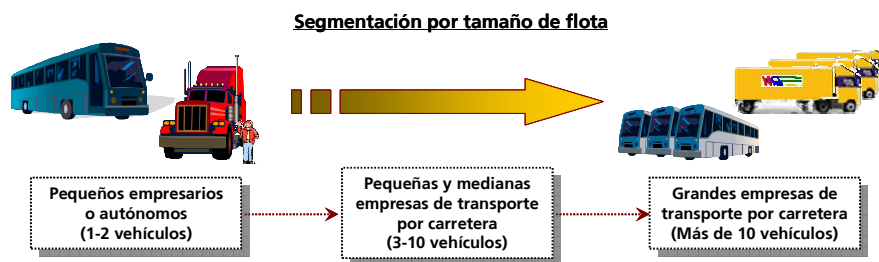 Segmentación por tamaño de flota
Pequeños empresarios
o autónomos
(1-2 vehículos)
Pequeñas y medianas
empresas de transporte
por carretera
(3-10 vehículos)
Grandes empresas de
transporte por carretera
(Más de 10 vehículos)